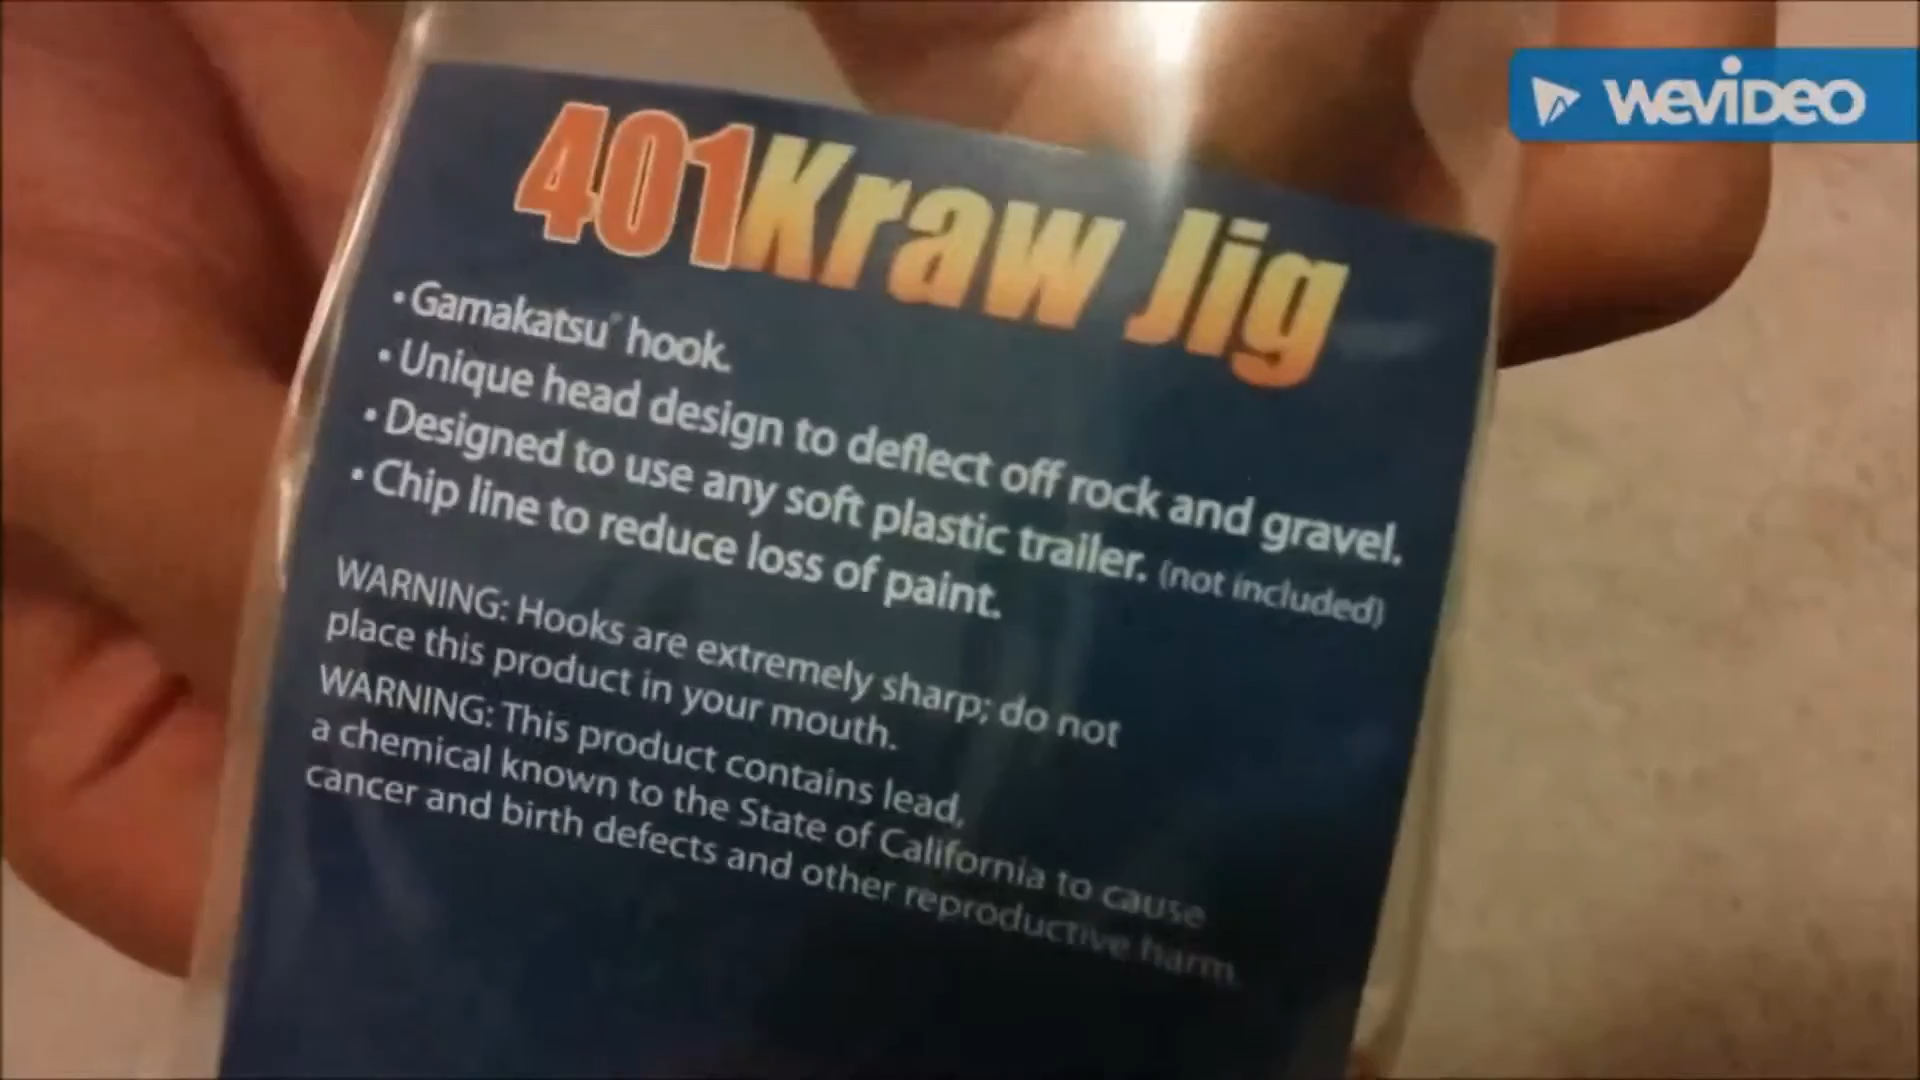 WEVIDEO
401Kraw Jig
• Gamakatsu® hook.
• Unique head design to deflect off rock and gravel.
• Designed to use any soft plastic trailer. (not included)
• Chip line to reduce loss of paint.
WARNING: Hooks are extremely sharp; do not
place this product in your mouth.
WARNING: This product contains lead,
a chemical known to the State of California to cause
cancer and birth defects and other reproductive harm.